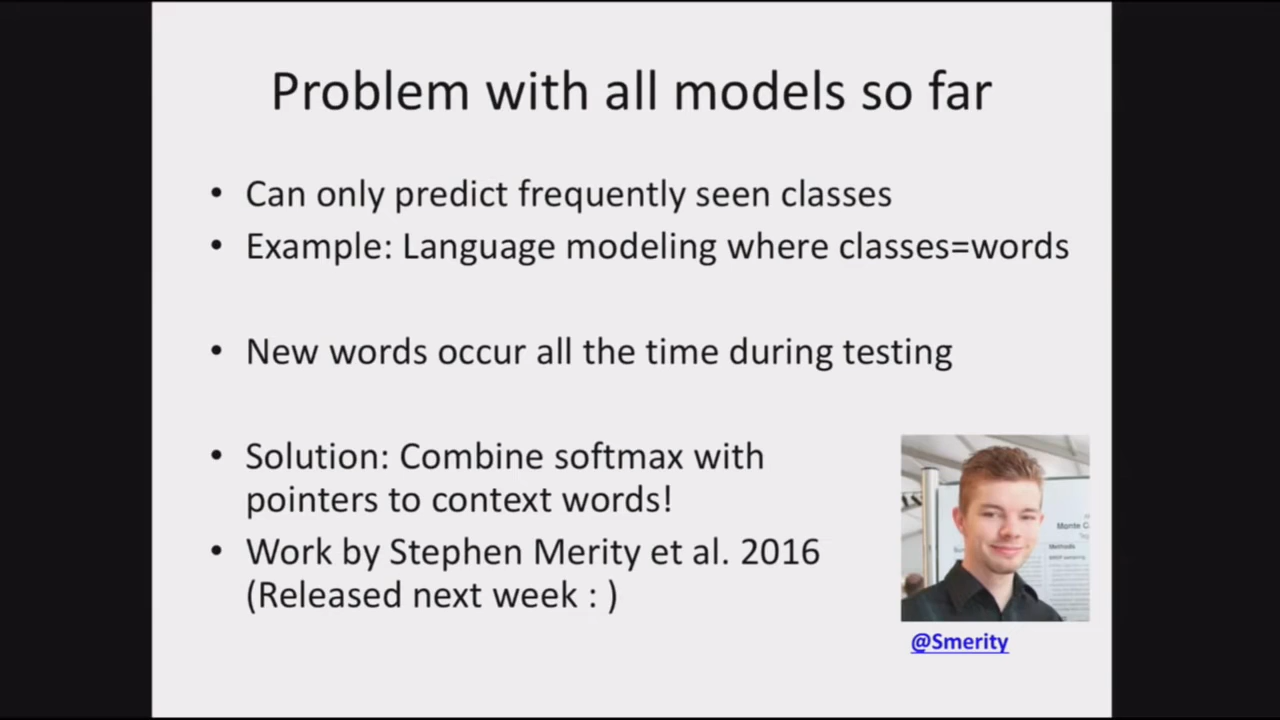 Problem with all models so far
• Can only predict frequently seen classes
• Example: Language modeling where classes=words
• New words occur all the time during testing
• Solution: Combine softmax with
pointers to context words!
• Work by Stephen Merity et al. 2016
(Released next week : )
Monte
Methods
@Smerity